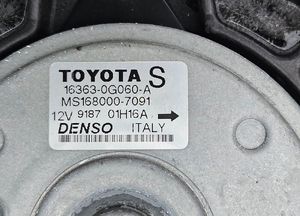 TOYOTA S
16363-0G060-A
MS168000-7091
12V 9187 01H16A
DENSO ITALY